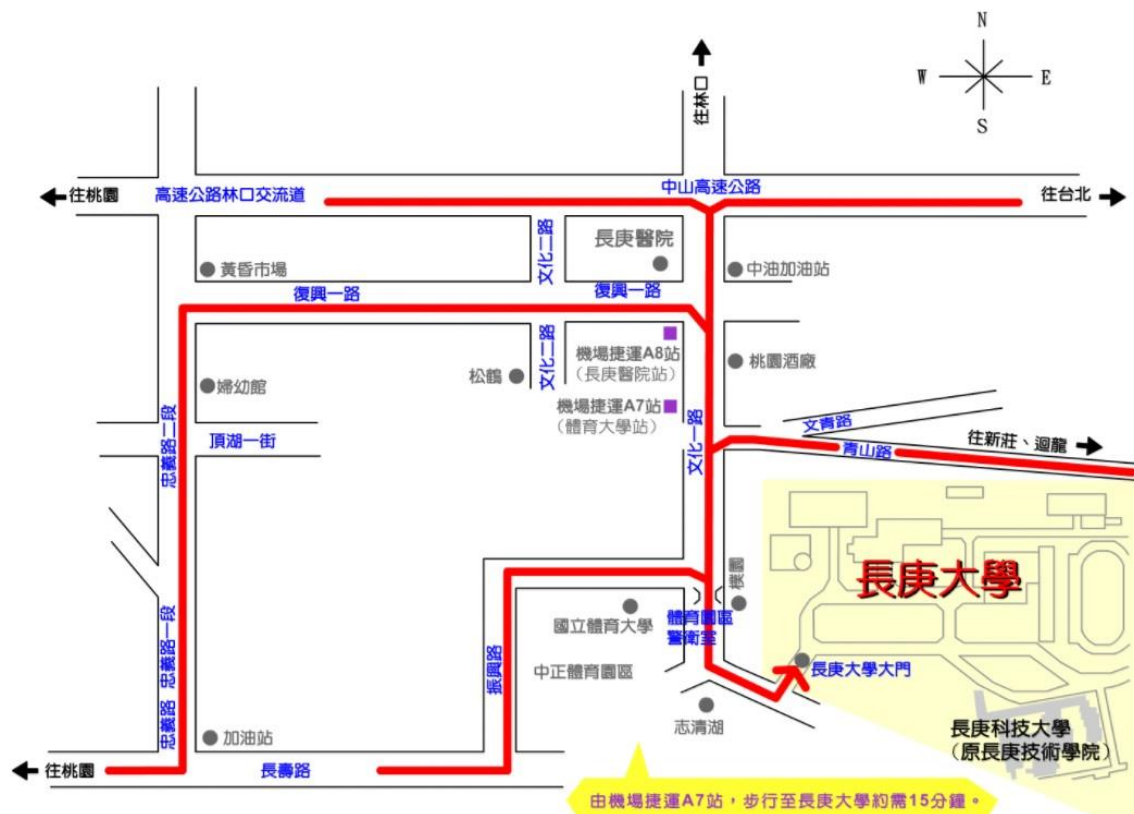 N
W
E
S
往林口
往桃園
高速公路林口交流道
中山高速公路
往台北
黃昏市場
文化二路
長庚醫院
中油加油站
復興一路
復興一路
婦幼館
松鶴
文化二路
機場捷運A8站
（長庚醫院站）
桃園酒廠
機場捷運A7站
（體育大學站）
文化一路
文青路
青山路
往新莊、迴龍
忠義路二段
頂湖一街
長庚大學
樸園
國立體育大學
體育園區
警衛室
中正體育園區
長庚大學大門
忠義路一段
忠義路
振興路
志清湖
長庚科技大學
（原長庚技術學院）
加油站
往桃園
長壽路
由機場捷運A7站，步行至長庚大學約需15分鐘。